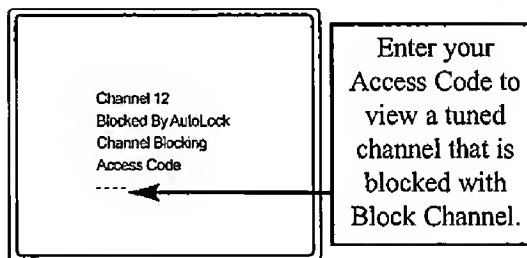 Channel 12
Blocked By AutoLock
Channel Blocking
Access Code
-----
Enter your
Access Code to
view a tuned
channel that is
blocked with
Block Channel.